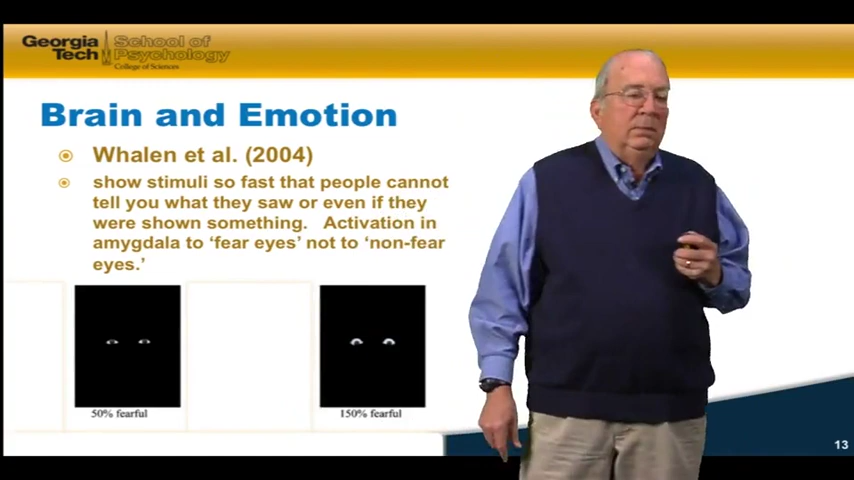 Georgia
Tech
School of
Psychology
College of Sciences
Brain and Emotion
Whalen et al. (2004)
show stimuli so fast that people cannot
tell you what they saw or even if they
were shown something. Activation in
amygdala to ‘fear eyes’ not to ‘non-fear
eyes.’
50% fearful
150% fearful
13